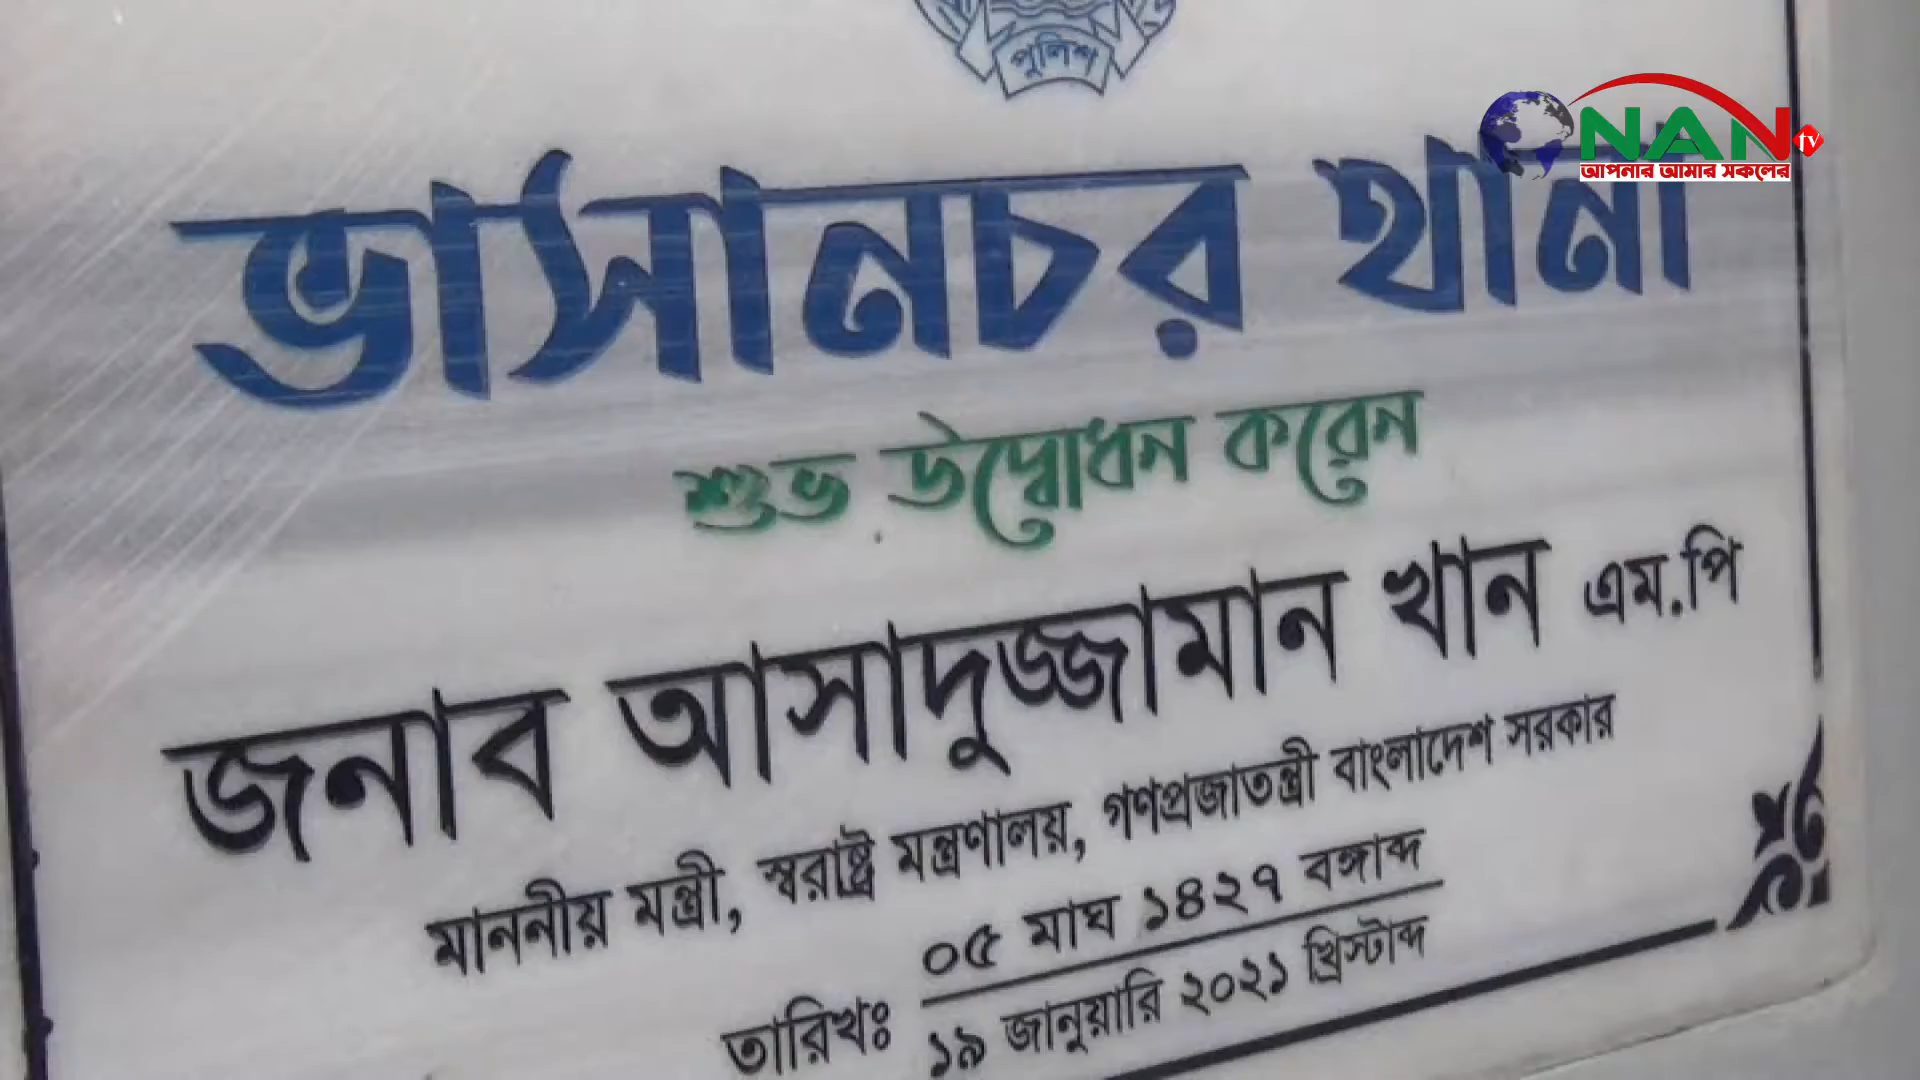 পুলিশ
NAN tv
আপনার আমার সকলের
ভাসানচর থানা
শুভ উদ্বোধন করেন
জনাব আসাদুজ্জামান খান এম.পি
মাননীয় মন্ত্রী, স্বরাষ্ট্র মন্ত্রণালয়, গণপ্রজাতন্ত্রী বাংলাদেশ সরকার
০৫ মাঘ ১৪২৭ বঙ্গাব্দ
তারিখঃ
১৯ জানুয়ারি ২০২১ খ্রিস্টাব্দ